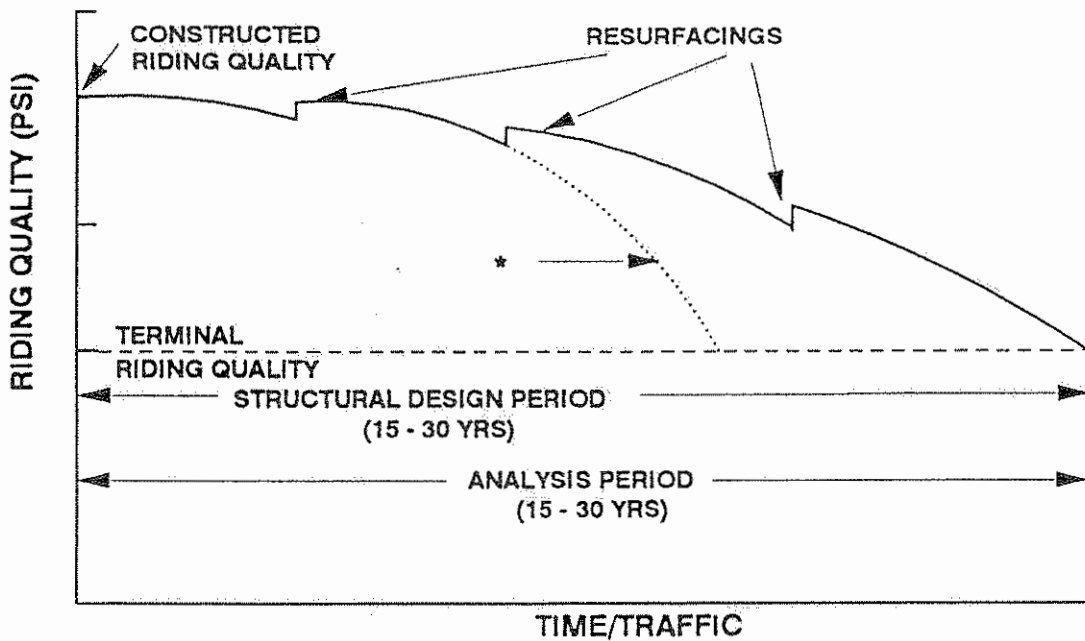 CONSTRUCTED
RIDING QUALITY
RESURFACINGS
RIDING QUALITY (PSI)
*
TERMINAL
RIDING QUALITY
STRUCTURAL DESIGN PERIOD
(15 - 30 YRS)
ANALYSIS PERIOD
(15 - 30 YRS)
TIME/TRAFFIC